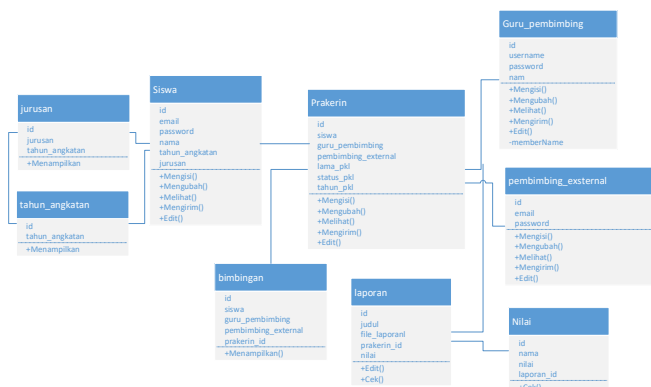 Guru_pembimbing
id
username
password
nam
+Mengisi()
+Mengubah()
+Melihat()
+Mengirim()
+Edit()
-memberName
Siswa
id
email
password
nama
tahun_angkatan
jurusan
+Mengisi()
+Mengubah()
+Melihat()
+Mengirim()
+Edit()
jurusan
id
jurusan
tahun_angkatan
+Menampilkan
Prakerin
id
siswa
guru_pembimbing
pembimbing_external
lama_pkl
status_pkl
tahun_pkl
+Mengisi()
+Mengubah()
+Melihat()
+Mengirim()
+Edit()
pembimbing_exsternal
id
email
password
+Mengisi()
+Mengubah()
+Melihat()
+Mengirim()
+Edit()
tahun_angkatan
id
tahun_angkatan
+Menampilkan
bimbingan
id
siswa
guru_pembimbing
pembimbing_external
prakerin_id
+Menampilkan()
laporan
id
judul
file_laporanl
prakerin_id
nilai
+Edit()
+Cek()
Nilai
id
nama
nilai
laporan_id
+Cek()